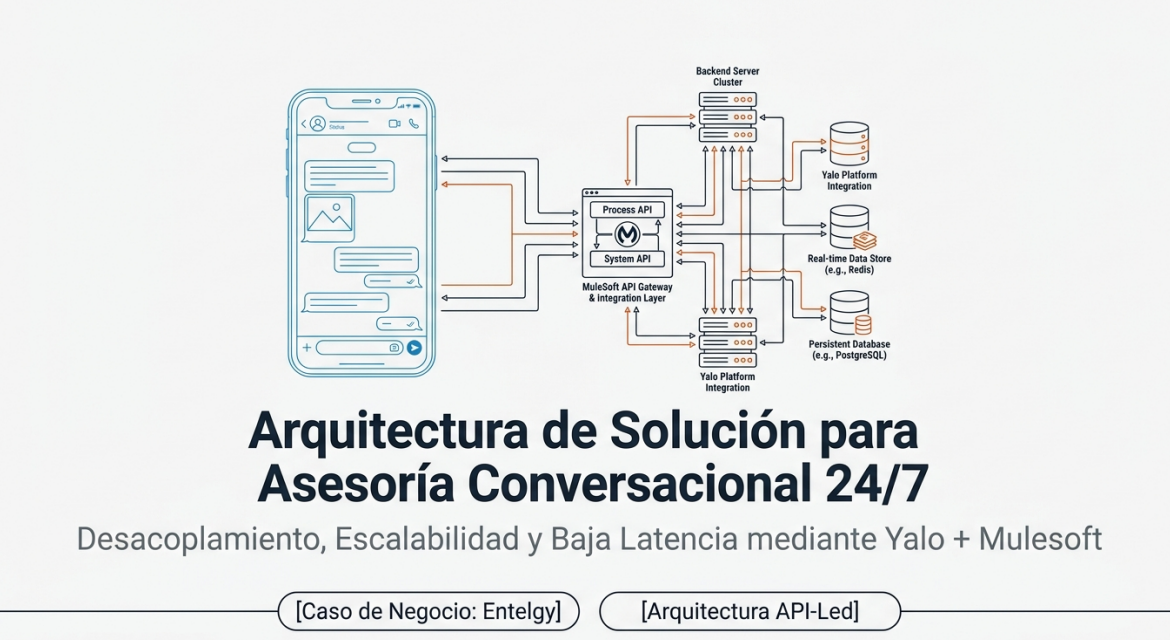 Backend Server
Cluster
Status
Process API
System API
MuleSoft API Gateway
& Integration Layer
Yalo Platform
Integration
Real-time Data Store
(e.g., Redis)
Persistent Database
(e.g., PostgreSQL)
Yalo Platform
Integration
Arquitectura de Solución para
Asesoría Conversacional 24/7
Desacoplamiento, Escalabilidad y Baja Latencia mediante Yalo + Mulesoft
[Caso de Negocio: Entelgy]
[Arquitectura API-Led]